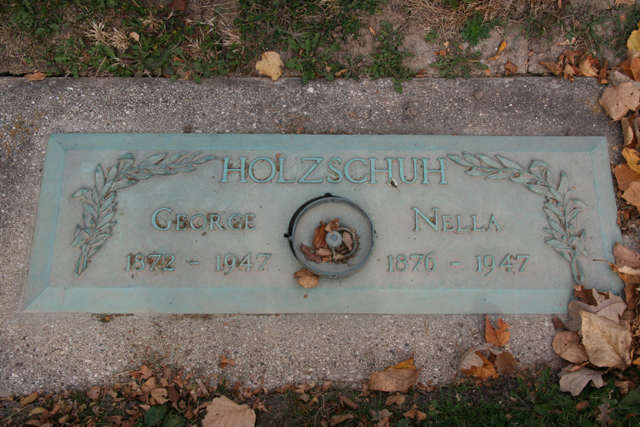 HOLZSCHUH
GEORGE NELLA
1872 - 1947 1876 - 1947